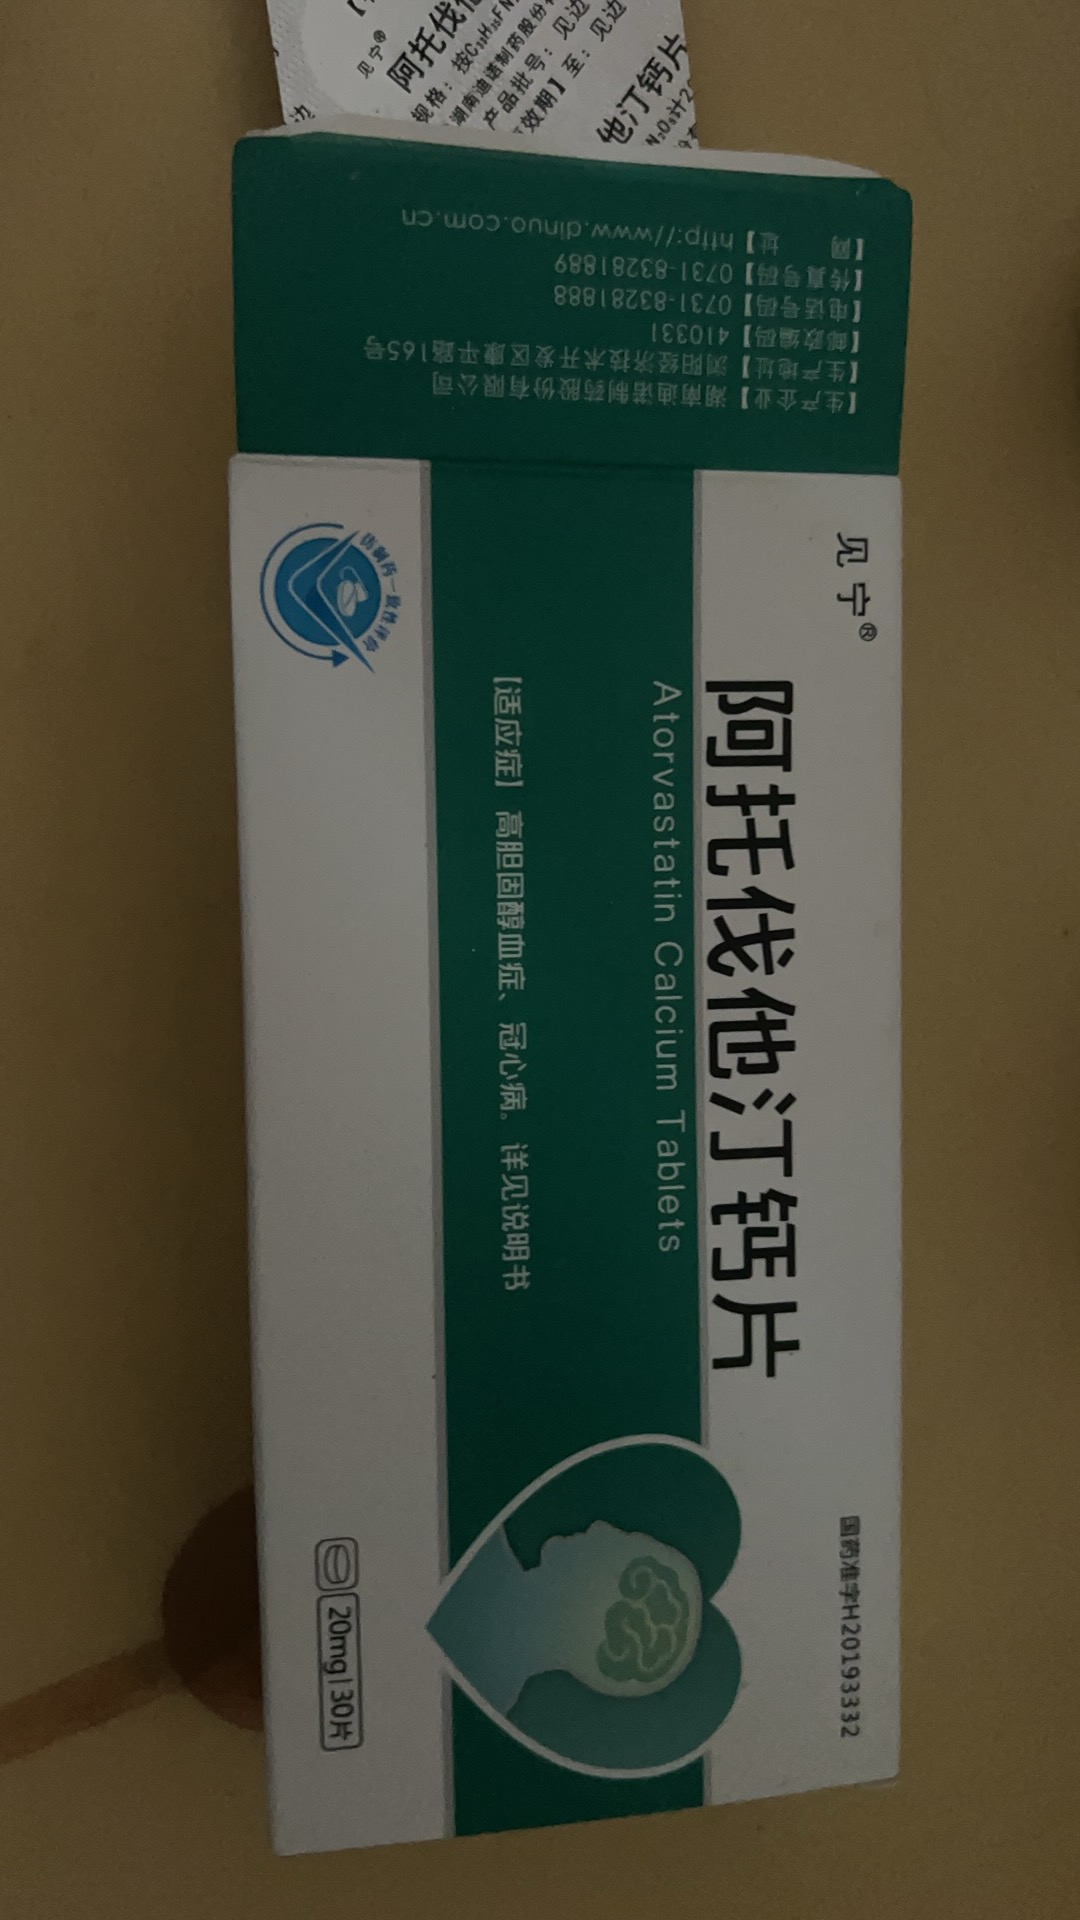 见宁®
阿托伐他汀钙片
Atorvastatin Calcium Tablets
【适应症】高胆固醇血症、冠心病。详见说明书
国药准字H20193332
20mg|30片
仿制药一致性评价
【生产企业】湖南迪诺制药股份有限公司
【生产地址】浏阳经济技术开发区康平路165号
【邮政编码】410331
【电话号码】0731-83281888
【传真号码】0731-83281889
【网 址】http://www.dinuo.com.cn
见宁®
阿托伐他
规格：按C33H35FN
湖南迪诺制药股份有
产品批号：见边
效期】至：见边
他汀钙片
边